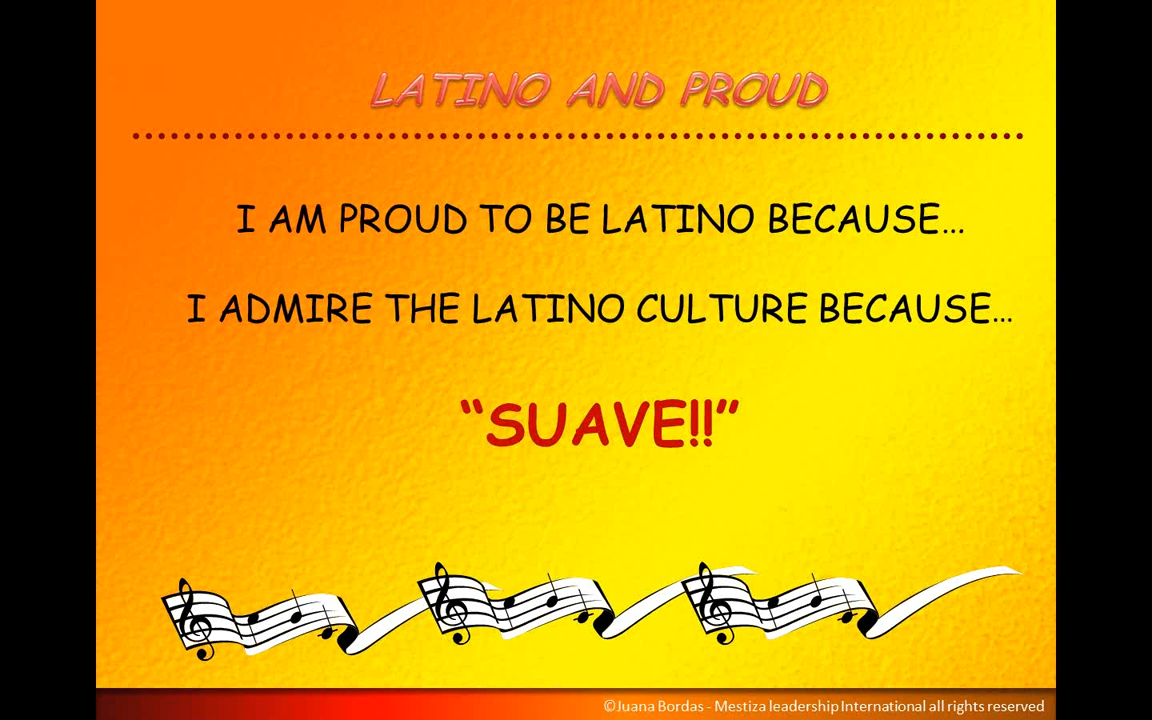 LATINO AND PROUD
I AM PROUD TO BE LATINO BECAUSE...
I ADMIRE THE LATINO CULTURE BECAUSE...
“SUAVE!!”
©Juana Bordas - Mestiza leadership International all rights reserved